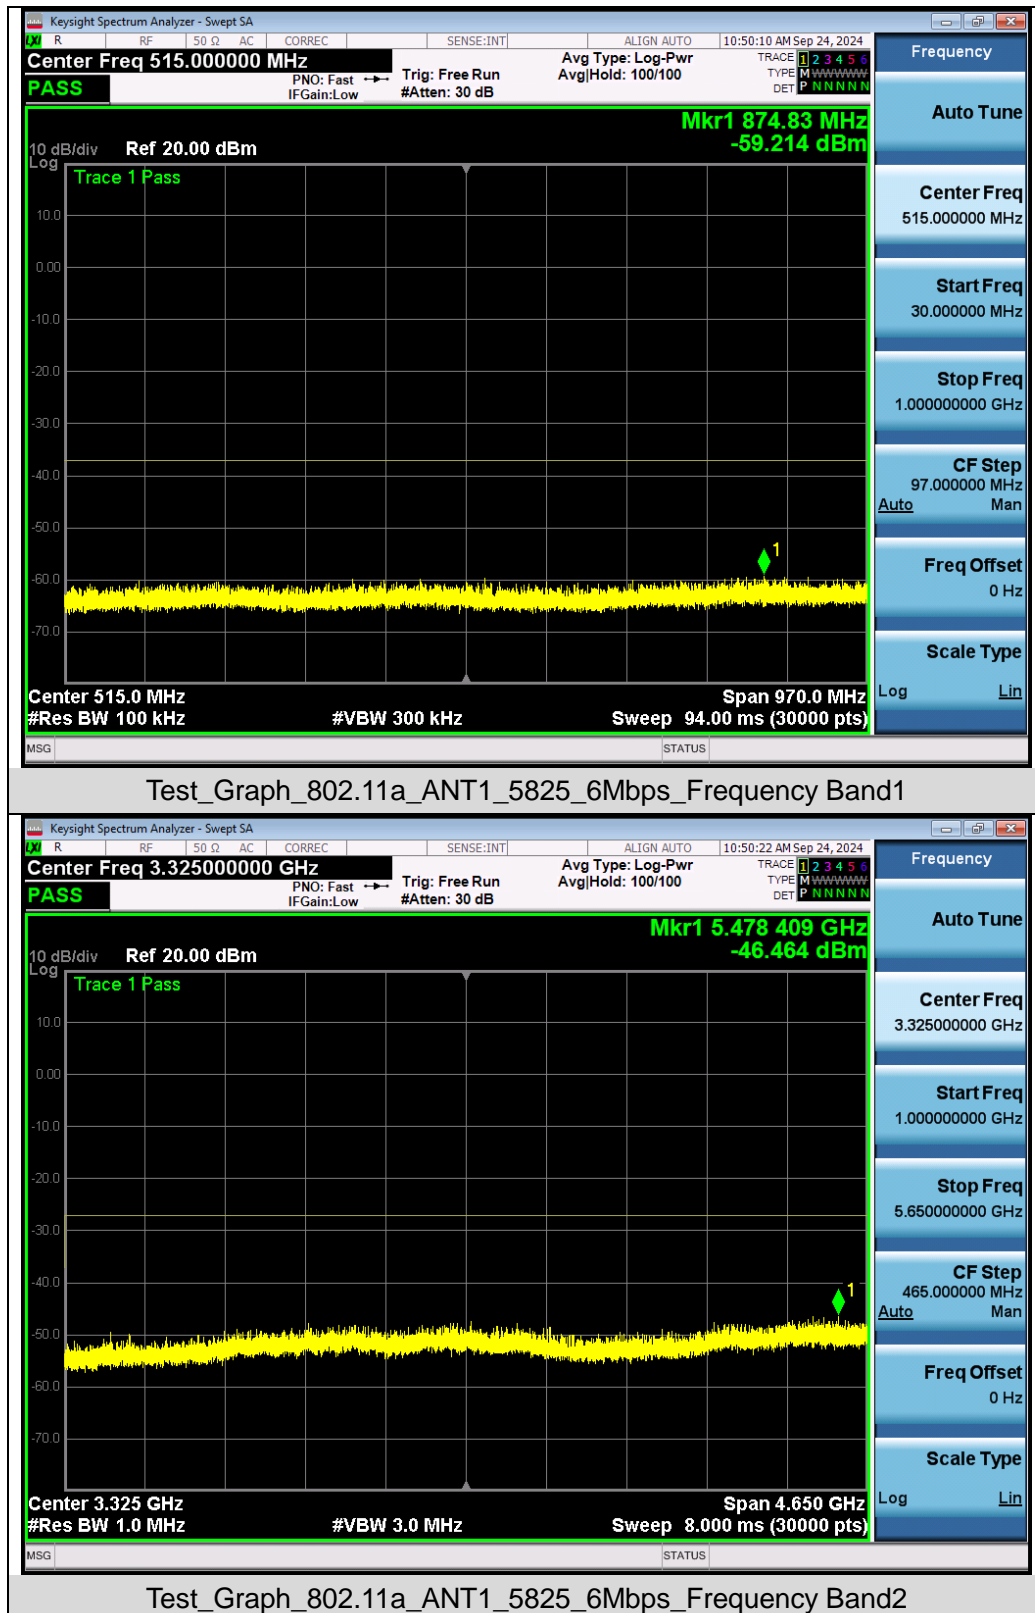 Keysight Spectrum Analyzer - Swept SA
LXI R RF 50 Ω AC CORREC SENSE:INT ALIGN AUTO 10:50:10 AM Sep 24, 2024
Center Freq 515.000000 MHz
PASS
PNO: Fast
IFGain:Low
Trig: Free Run
#Atten: 30 dB
Avg Type: Log-Pwr
Avg|Hold: 100/100
TRACE 1 2 3 4 5 6
TYPE M WWWWW
DET P N N N N N
Mkr1 874.83 MHz
-59.214 dBm
10 dB/div Ref 20.00 dBm
Log
Trace 1 Pass
10.0
0.00
-10.0
-20.0
-30.0
-40.0
-50.0
1
-60.0
-70.0
Center 515.0 MHz Span 970.0 MHz
#Res BW 100 kHz #VBW 300 kHz Sweep 94.00 ms (30000 pts)
MSG STATUS
Frequency
Auto Tune
Center Freq
515.000000 MHz
Start Freq
30.000000 MHz
Stop Freq
1.000000000 GHz
CF Step
97.000000 MHz
Auto Man
Freq Offset
0 Hz
Scale Type
Log Lin
Test_Graph_802.11a_ANT1_5825_6Mbps_Frequency Band1
Keysight Spectrum Analyzer - Swept SA
LXI R RF 50 Ω AC CORREC SENSE:INT ALIGN AUTO 10:50:22 AM Sep 24, 2024
Center Freq 3.325000000 GHz
PASS
PNO: Fast
IFGain:Low
Trig: Free Run
#Atten: 30 dB
Avg Type: Log-Pwr
Avg|Hold: 100/100
TRACE 1 2 3 4 5 6
TYPE M WWWWW
DET P N N N N N
Mkr1 5.478 409 GHz
-46.464 dBm
10 dB/div Ref 20.00 dBm
Log
Trace 1 Pass
10.0
0.00
-10.0
-20.0
-30.0
-40.0
1
-50.0
-60.0
-70.0
Center 3.325 GHz Span 4.650 GHz
#Res BW 1.0 MHz #VBW 3.0 MHz Sweep 8.000 ms (30000 pts)
MSG STATUS
Frequency
Auto Tune
Center Freq
3.325000000 GHz
Start Freq
1.000000000 GHz
Stop Freq
5.650000000 GHz
CF Step
465.000000 MHz
Auto Man
Freq Offset
0 Hz
Scale Type
Log Lin
Test_Graph_802.11a_ANT1_5825_6Mbps_Frequency Band2